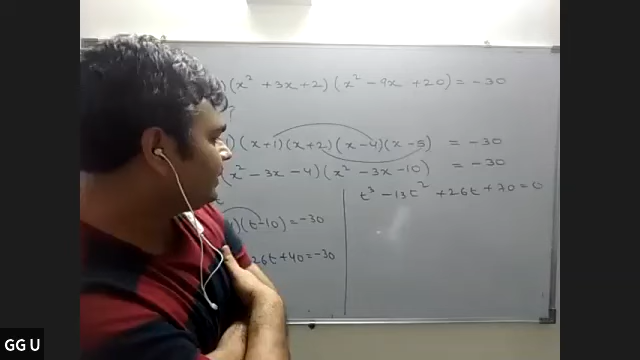 )(x² + 3x + 2)(x² - 9x + 20) = -30
?
1)(x+1)(x+2)(x-4)(x-5) = -30
(x² - 3x - 4)(x² - 3x - 10) = -30
t³ - 13t² + 26t + 70 = 0
)(t - 10) = -30
26t + 40 = -30
GG U